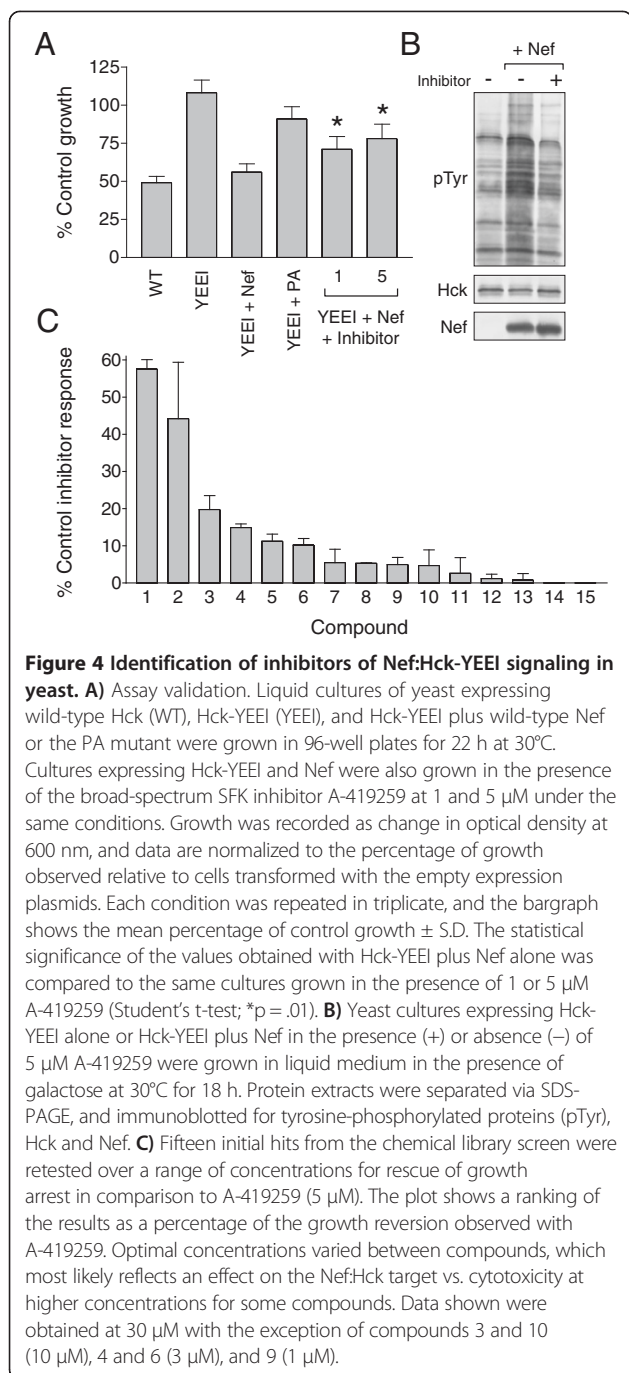 A
% Control growth
125
100
75
50
25
0
* *
WT
YEEI
YEEI + Nef
YEEI + PA
1 5
YEEI + Nef
+ Inhibitor
B
+ Nef
Inhibitor - - +
pTyr
Hck
Nef
C
% Control inhibitor response
60
50
40
30
20
10
0
1 2 3 4 5 6 7 8 9 10 11 12 13 14 15
Compound
Figure 4 Identification of inhibitors of Nef:Hck-YEEI signaling in
yeast. A) Assay validation. Liquid cultures of yeast expressing
wild-type Hck (WT), Hck-YEEI (YEEI), and Hck-YEEI plus wild-type Nef
or the PA mutant were grown in 96-well plates for 22 h at 30°C.
Cultures expressing Hck-YEEI and Nef were also grown in the presence
of the broad-spectrum SFK inhibitor A-419259 at 1 and 5 μM under the
same conditions. Growth was recorded as change in optical density at
600 nm, and data are normalized to the percentage of growth
observed relative to cells transformed with the empty expression
plasmids. Each condition was repeated in triplicate, and the bargraph
shows the mean percentage of control growth ± S.D. The statistical
significance of the values obtained with Hck-YEEI plus Nef alone was
compared to the same cultures grown in the presence of 1 or 5 μM
A-419259 (Student's t-test; *p = .01). B) Yeast cultures expressing Hck-
YEEI alone or Hck-YEEI plus Nef in the presence (+) or absence (−) of
5 μM A-419259 were grown in liquid medium in the presence of
galactose at 30°C for 18 h. Protein extracts were separated via SDS-
PAGE, and immunoblotted for tyrosine-phosphorylated proteins (pTyr),
Hck and Nef. C) Fifteen initial hits from the chemical library screen were
retested over a range of concentrations for rescue of growth
arrest in comparison to A-419259 (5 μM). The plot shows a ranking of
the results as a percentage of the growth reversion observed with
A-419259. Optimal concentrations varied between compounds, which
most likely reflects an effect on the Nef:Hck target vs. cytotoxicity at
higher concentrations for some compounds. Data shown were
obtained at 30 μM with the exception of compounds 3 and 10
(10 μM), 4 and 6 (3 μM), and 9 (1 μM).